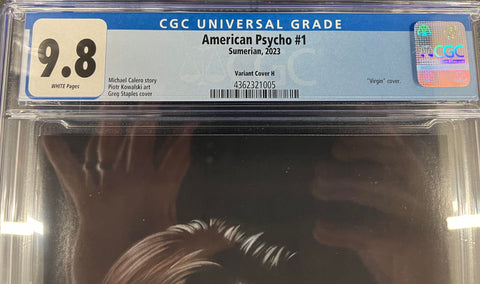 CGC UNIVERSAL GRADE
9.8
WHITE Pages
American Psycho #1
Sumerian, 2023
Variant Cover H
4362321005
Michael Calero story
Piotr Kowalski art
Greg Staples cover
"Virgin" cover.
CGC